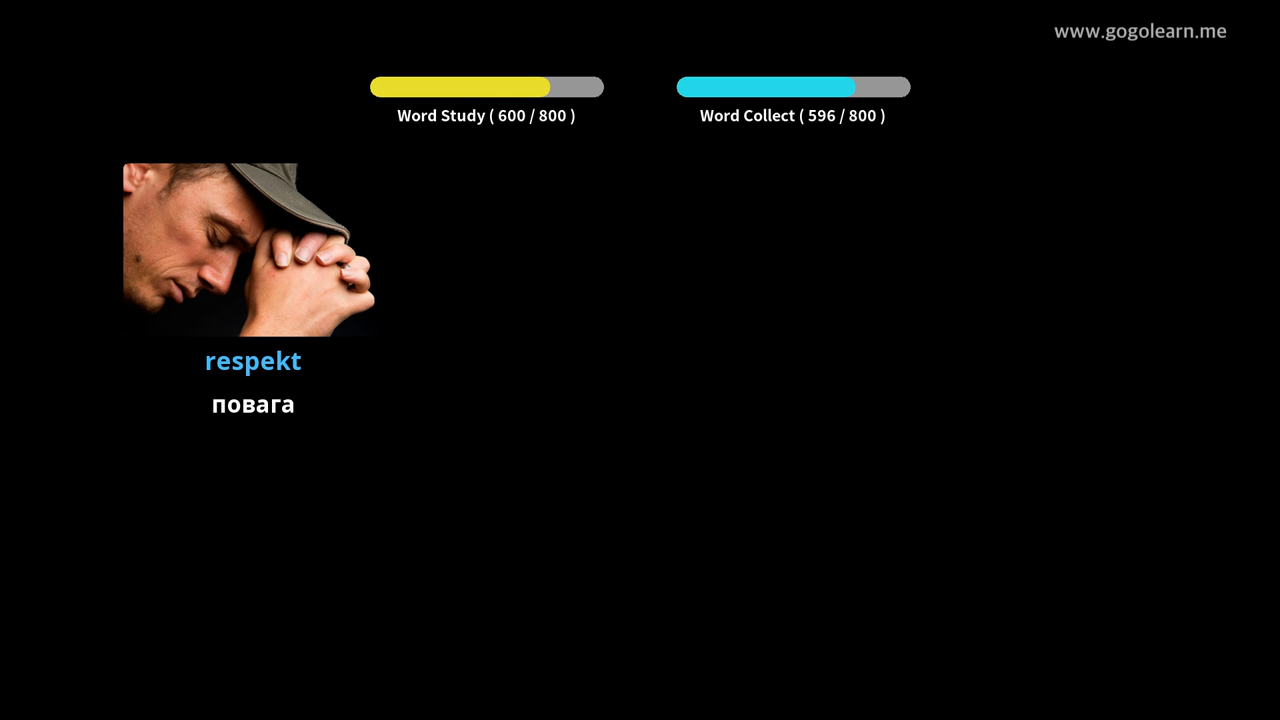 www.gogolearn.me
Word Study ( 600 / 800 )
Word Collect ( 596 / 800 )
respekt
повага